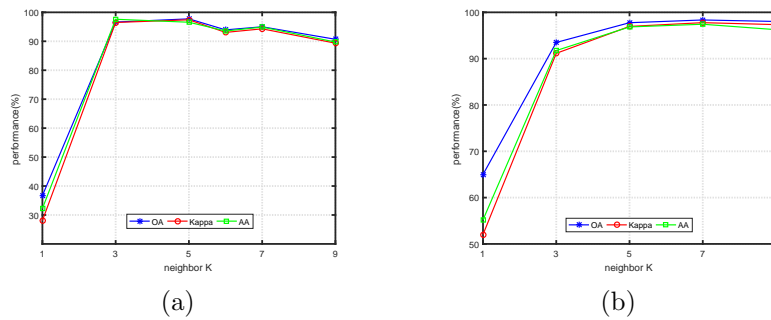 100
90
80
70
60
50
40
30
performance(%)
OA Kappa AA
1 3 5 7 9
neighbor K
(a)
100
90
80
70
60
50
performance(%)
OA Kappa AA
1 3 5 7
neighbor K
(b)